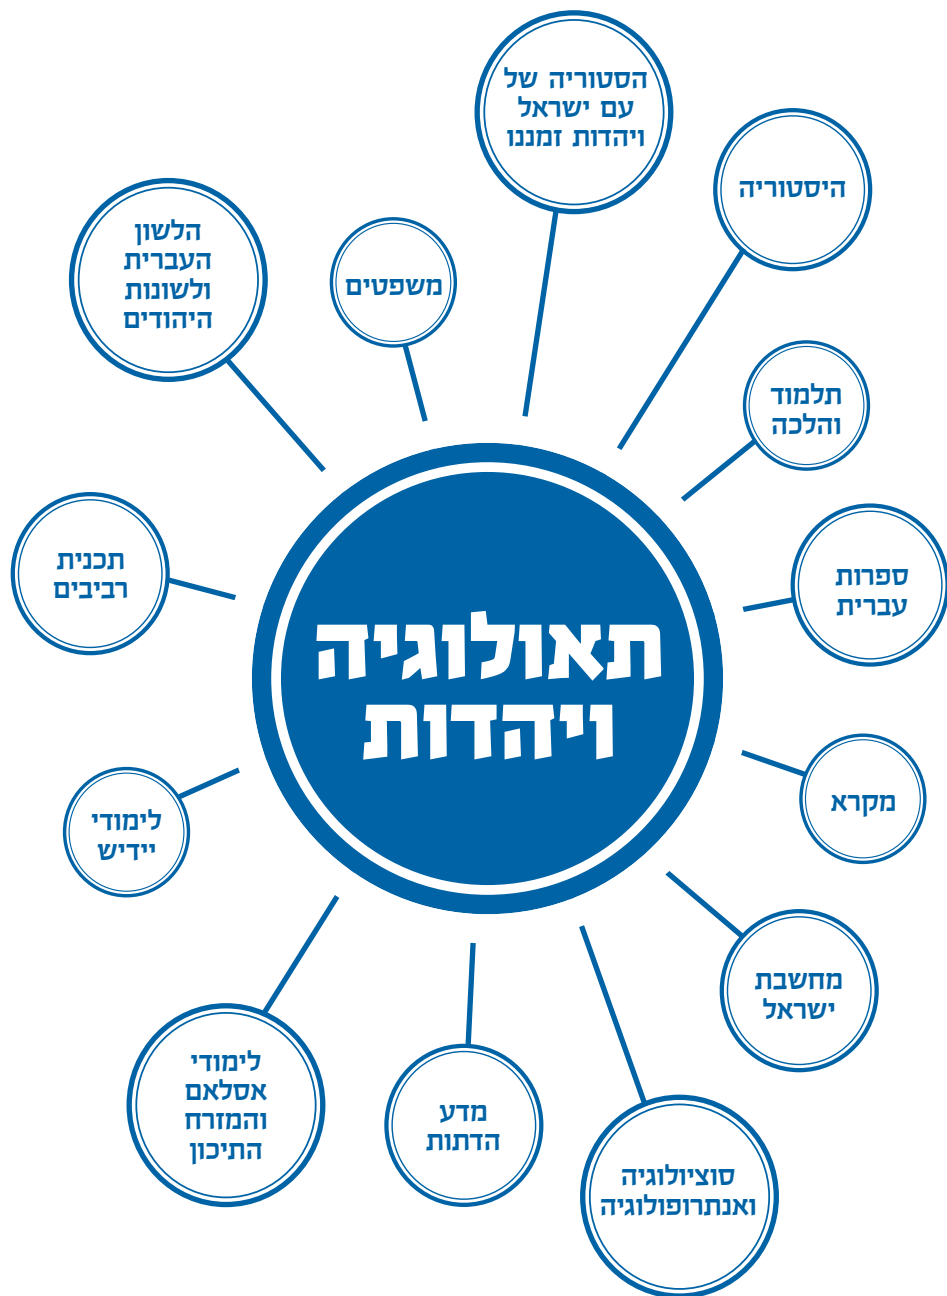 הסטוריה של
עם ישראל
ויהדות זמננו
היסטוריה
הלשון
העברית
ולשונות
היהודים
משפטים
תלמוד
והלכה
ספרות
עברית
תכנית
רביבים
תאולוגיה
ויהדות
מקרא
לימודי
יידיש
מחשבת
ישראל
לימודי
אסלאם
והמזרח
התיכון
מדע
הדתות
סוציולוגיה
ואנתרופולוגיה